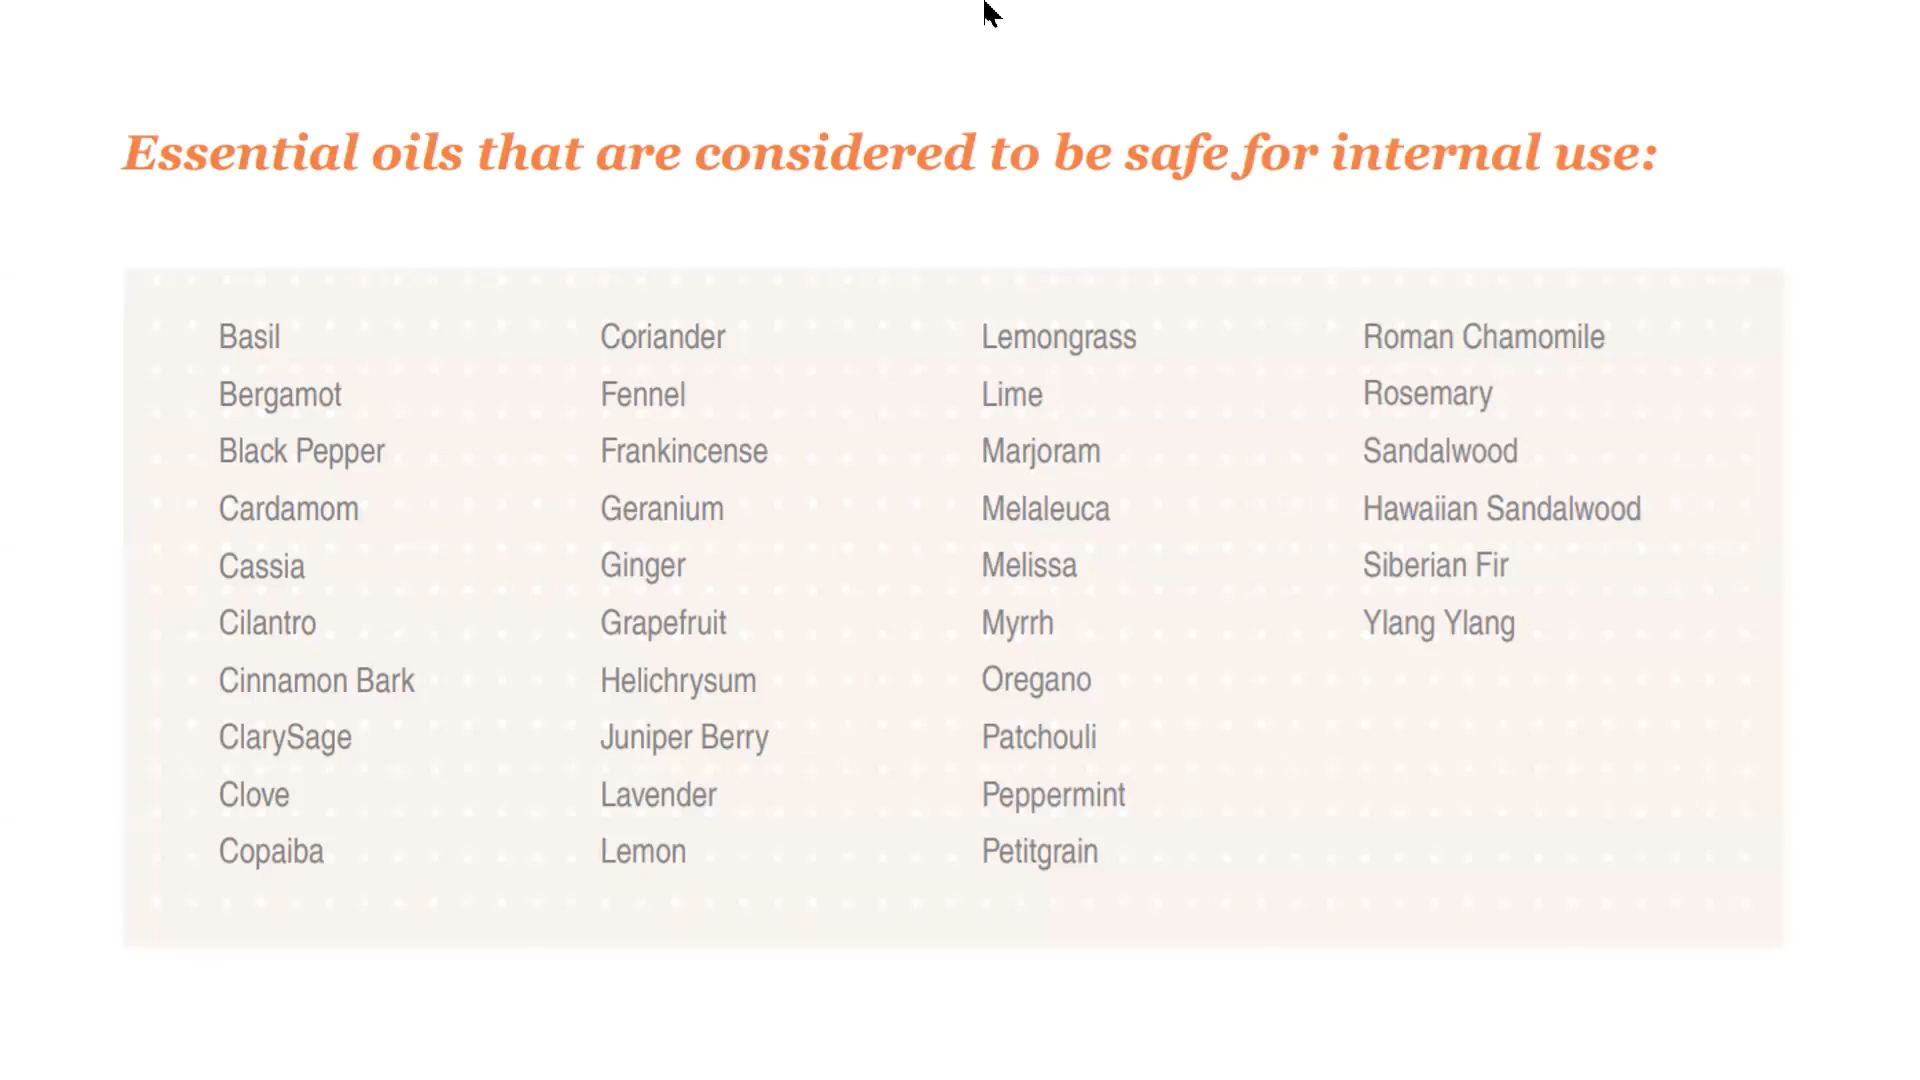 Essential oils that are considered to be safe for internal use:
Basil
Bergamot
Black Pepper
Cardamom
Cassia
Cilantro
Cinnamon Bark
ClarySage
Clove
Copaiba
Coriander
Fennel
Frankincense
Geranium
Ginger
Grapefruit
Helichrysum
Juniper Berry
Lavender
Lemon
Lemongrass
Lime
Marjoram
Melaleuca
Melissa
Myrrh
Oregano
Patchouli
Peppermint
Petitgrain
Roman Chamomile
Rosemary
Sandalwood
Hawaiian Sandalwood
Siberian Fir
Ylang Ylang